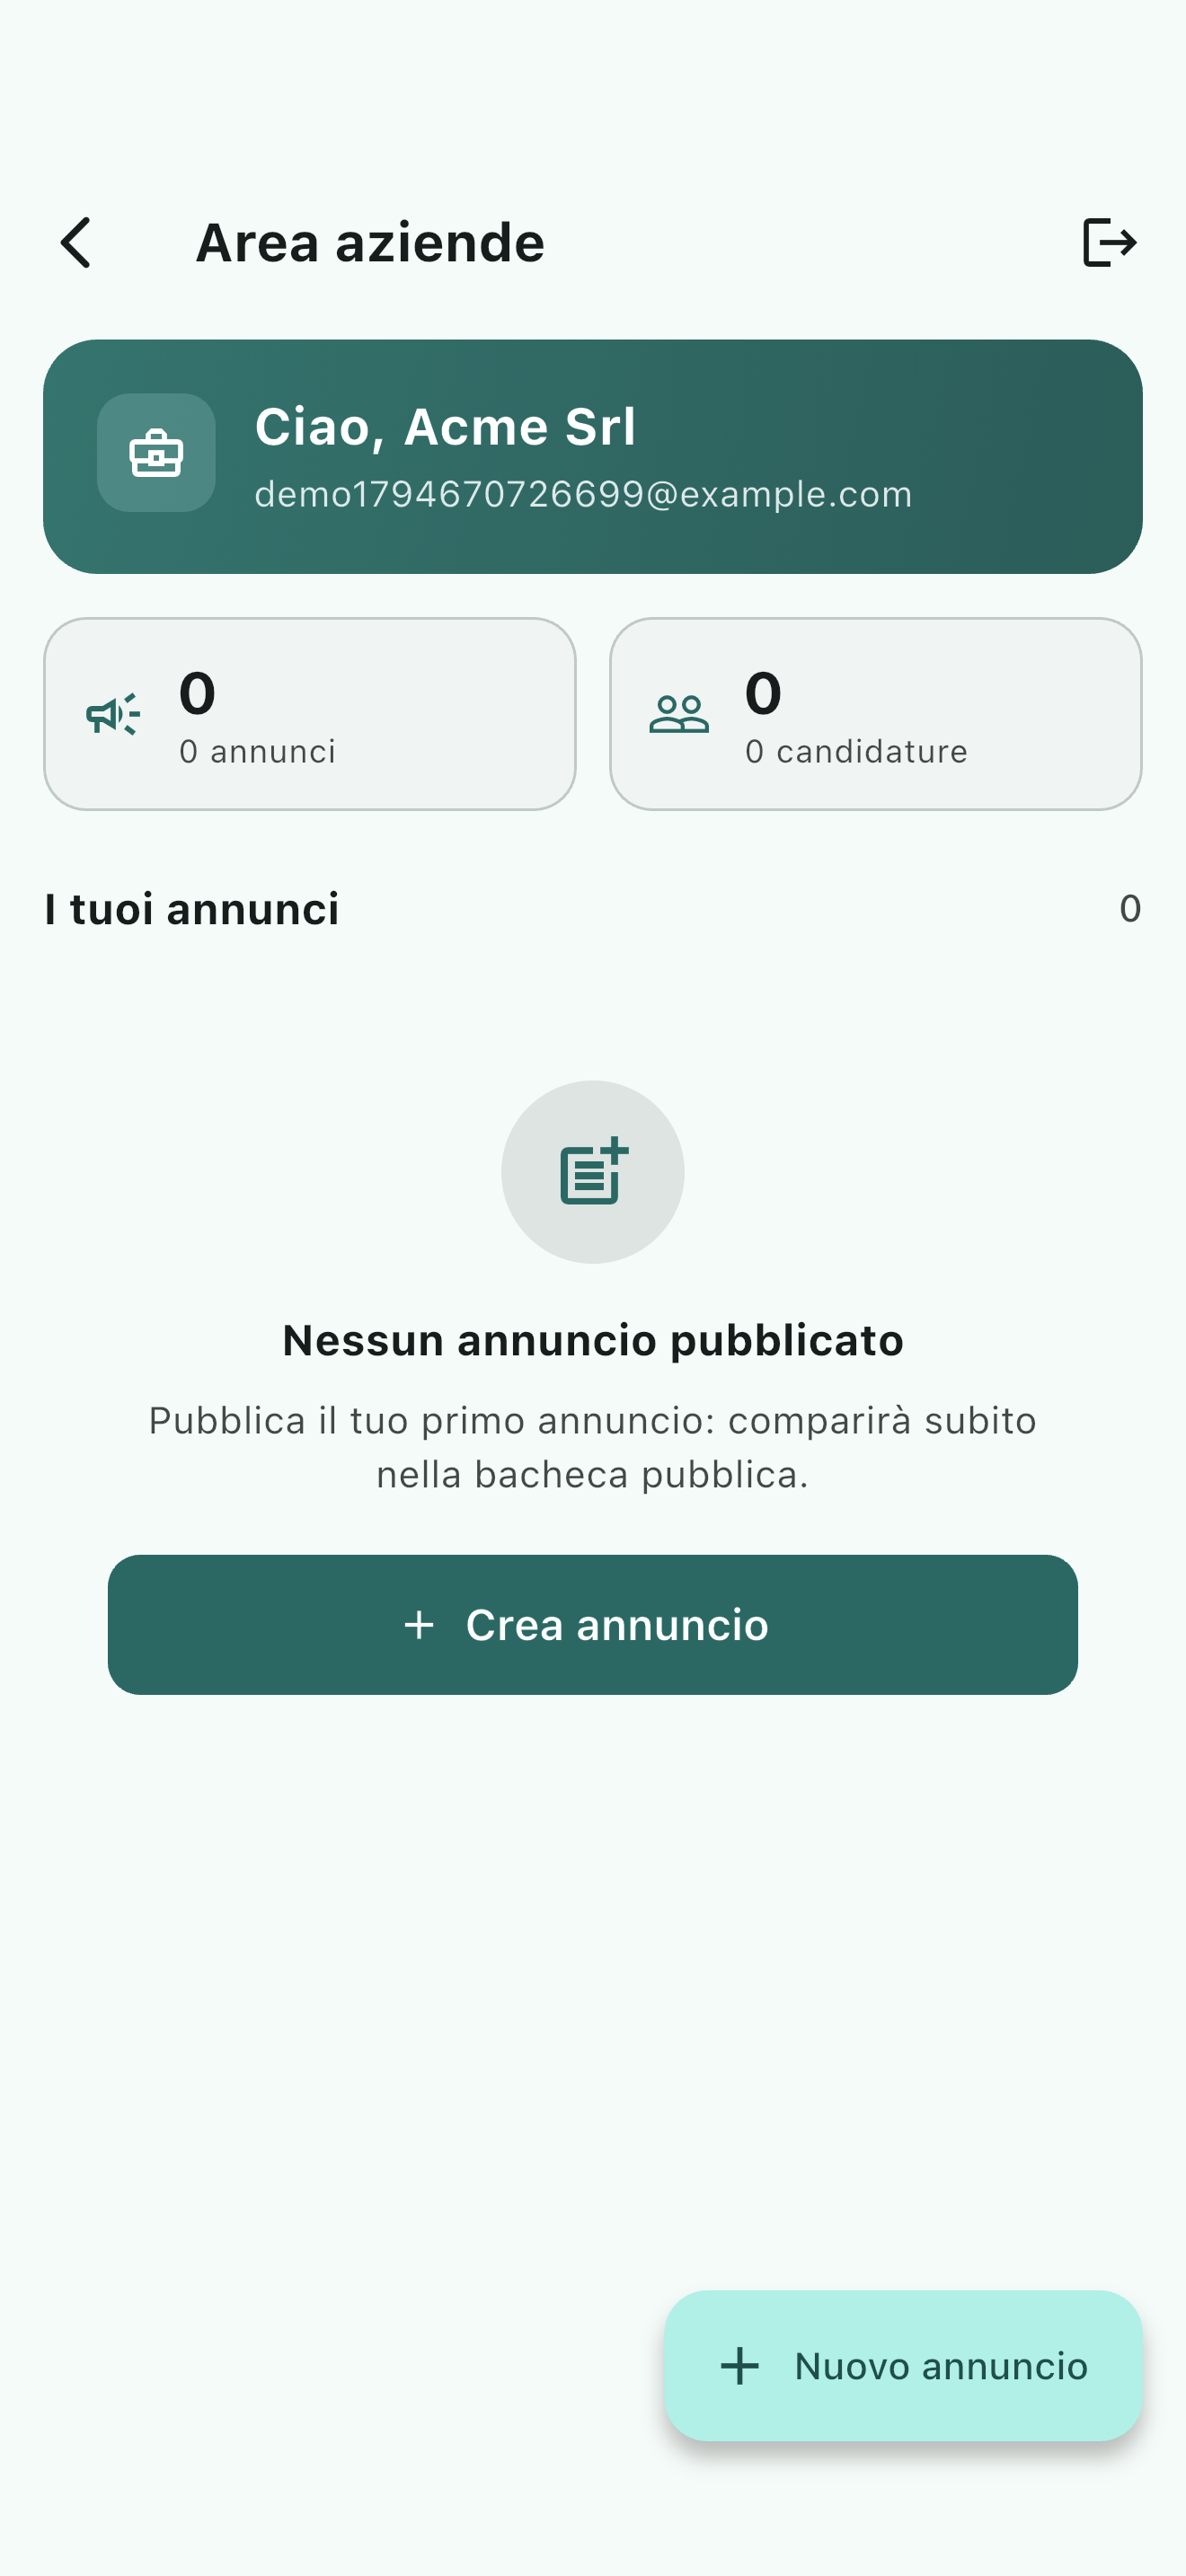 Area aziende
Ciao, Acme Srl
demo1794670726699@example.com
0
0 annunci
0
0 candidature
I tuoi annunci
0
Nessun annuncio pubblicato
Pubblica il tuo primo annuncio: comparirà subito
nella bacheca pubblica.
Crea annuncio
Nuovo annuncio